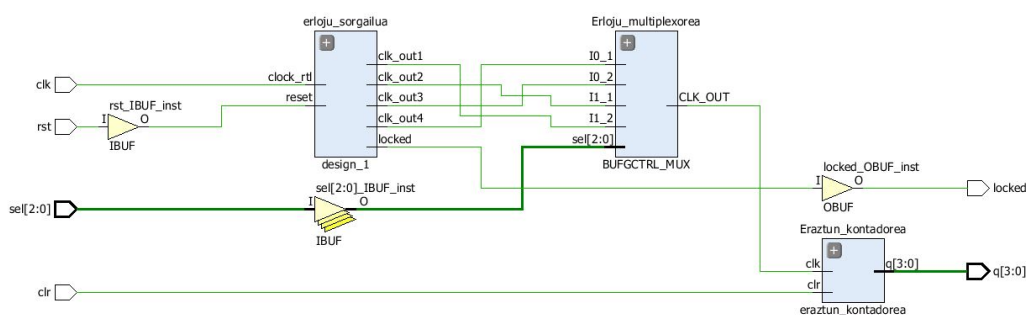 erloju_sorgailua
Erloju_multiplexorea
clk_out1
I0_1
clk
clock_rtl
clk_out2
I0_2
rst_IBUF_inst
reset
clk_out3
I1_1
CLK_OUT
rst
I
O
clk_out4
I1_2
IBUF
locked
sel[2:0]
design_1
BUFGCTRL_MUX
locked_OBUF_inst
sel[2:0]_IBUF_inst
I
O
locked
sel[2:0]
I
O
OBUF
IBUF
Eraztun_kontadorea
clk
q[3:0]
q[3:0]
clr
clr
eraztun_kontadorea